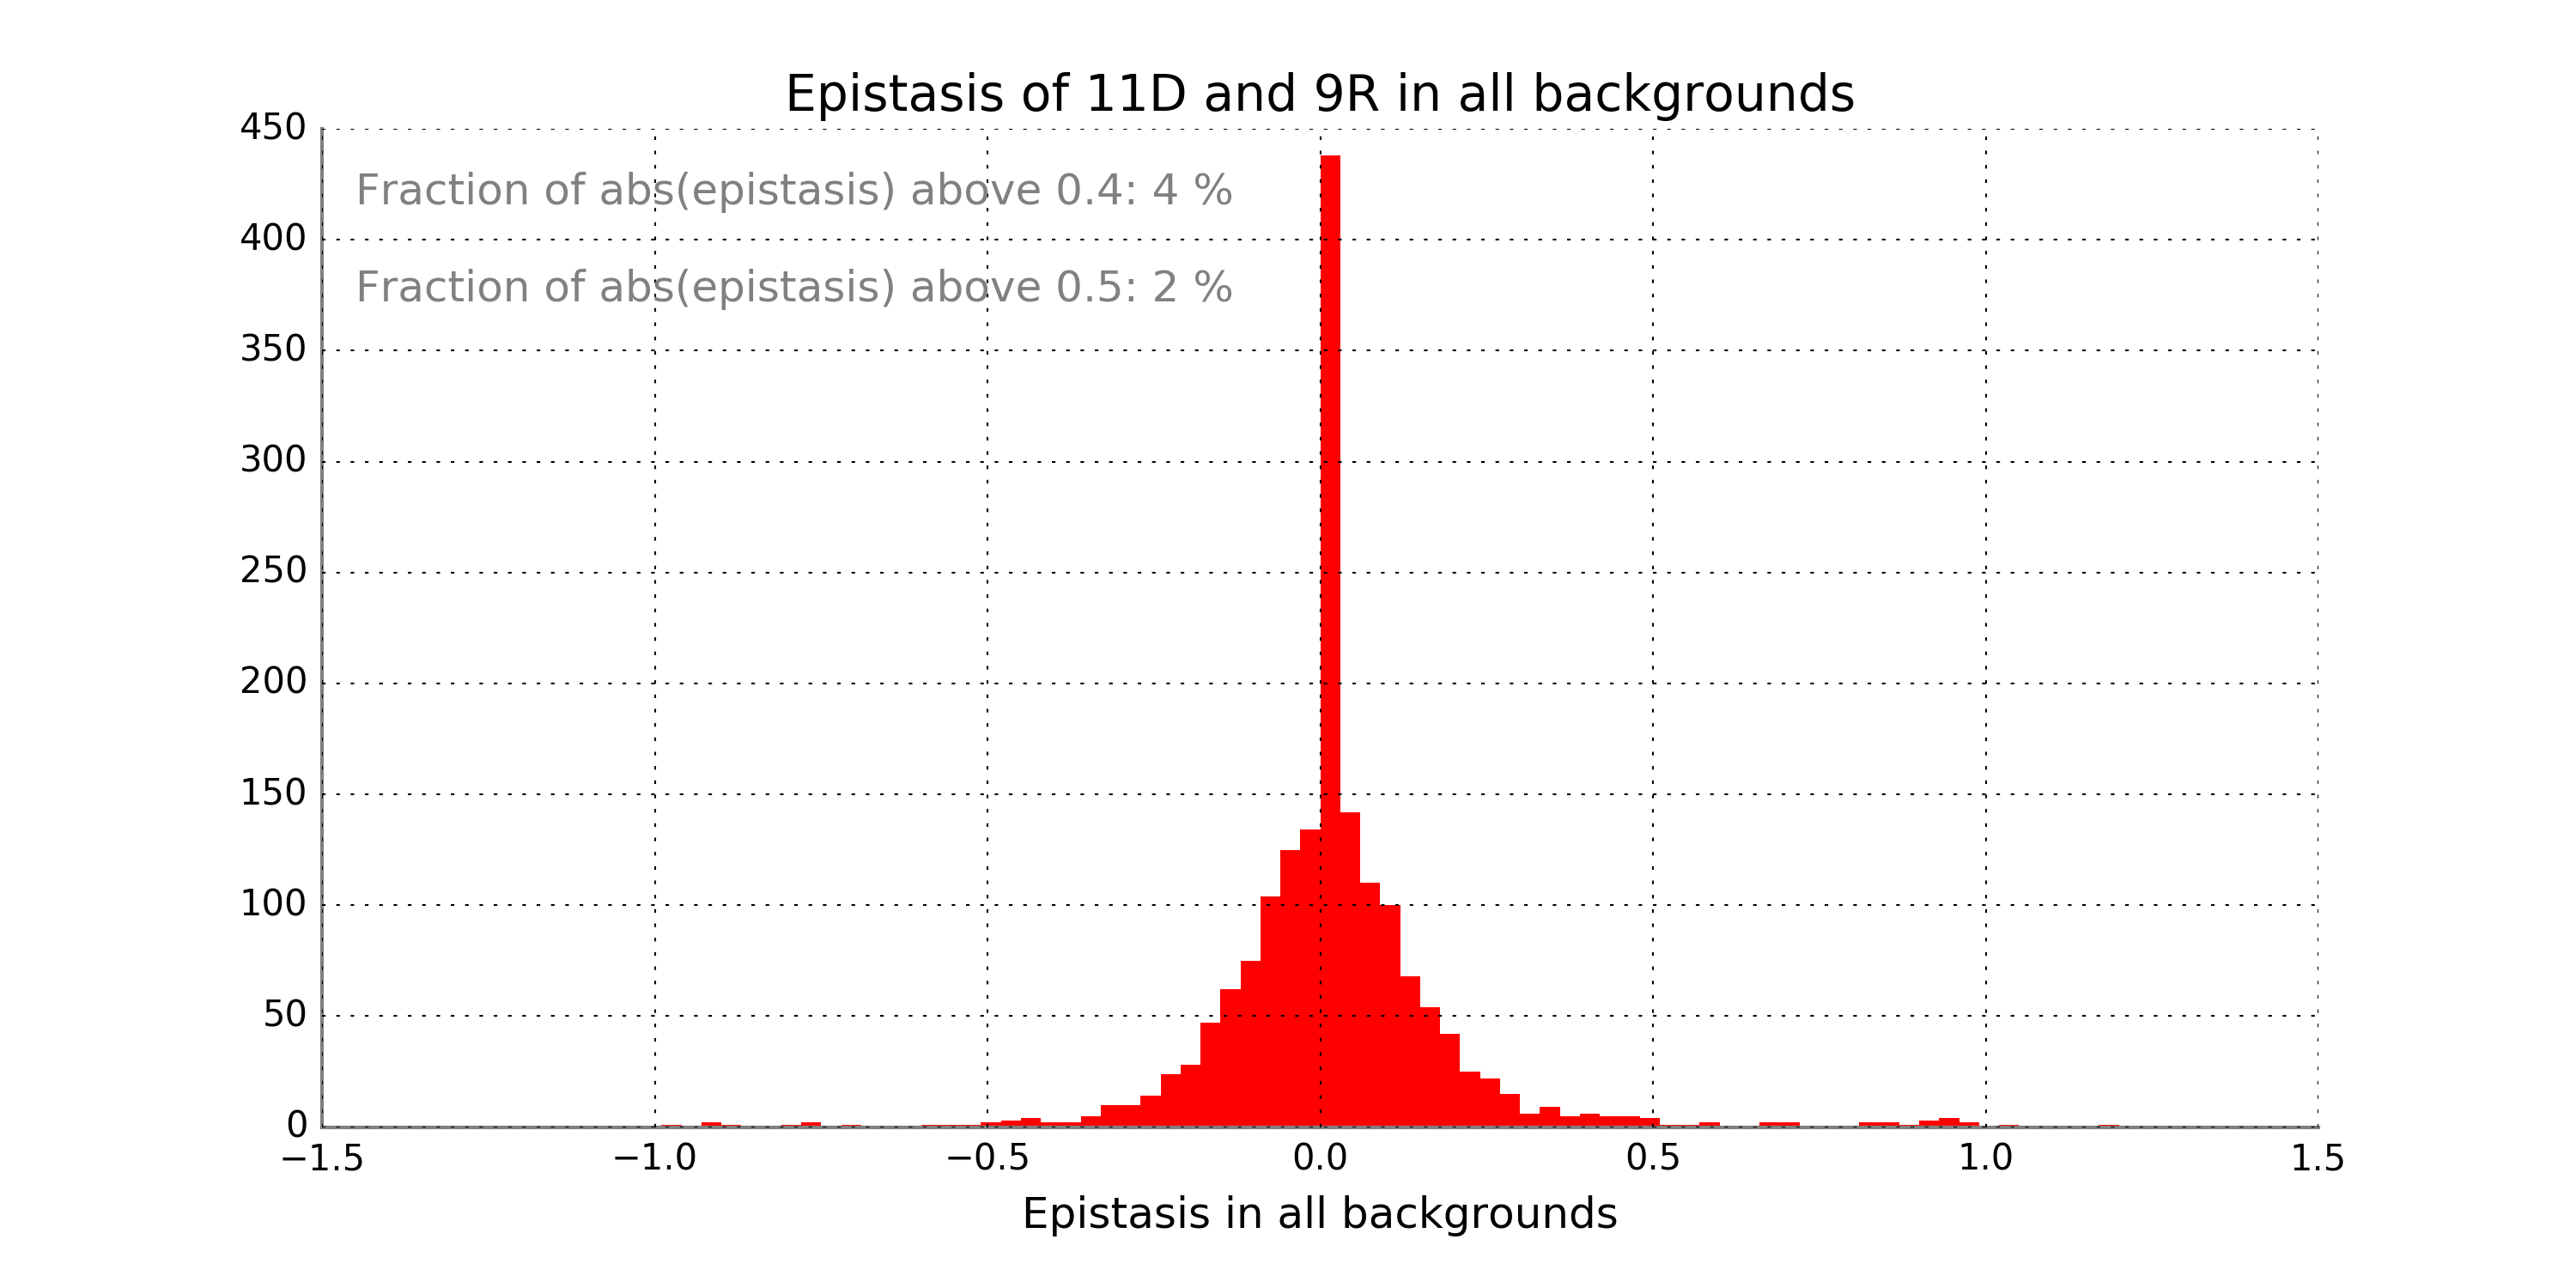 Epistasis of 11D and 9R in all backgrounds
450
Fraction of abs(epistasis) above 0.4: 4 %
400
Fraction of abs(epistasis) above 0.5: 2 %
350
300
250
200
150
100
50
0
−1.5 −1.0 −0.5 0.0 0.5 1.0 1.5
Epistasis in all backgrounds